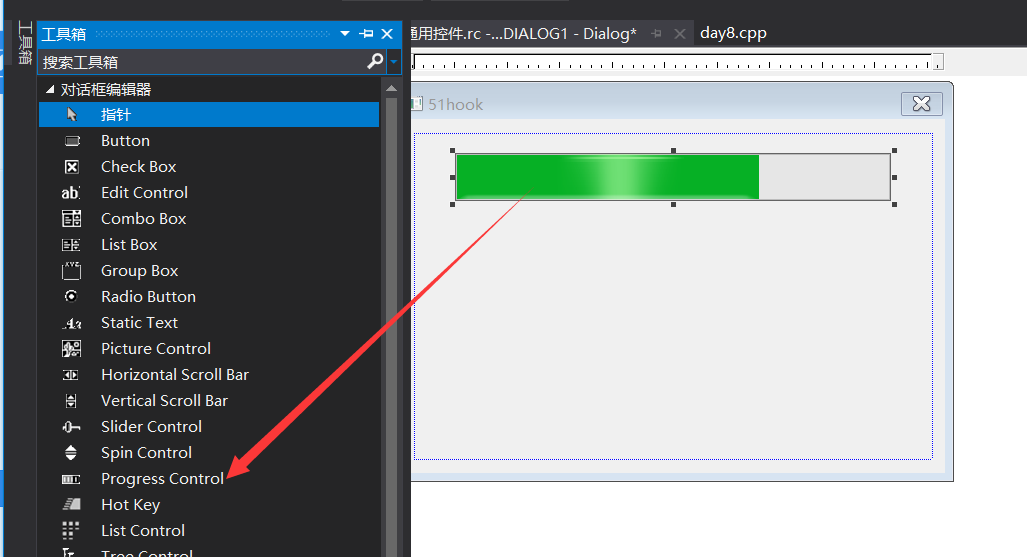 工具箱
工具箱
通用控件.rc -...DIALOG1 - Dialog*
day8.cpp
搜索工具箱
对话框编辑器
指针
Button
Check Box
Edit Control
Combo Box
List Box
Group Box
Radio Button
Static Text
Picture Control
Horizontal Scroll Bar
Vertical Scroll Bar
Slider Control
Spin Control
Progress Control
Hot Key
List Control
Tree Control
51hook